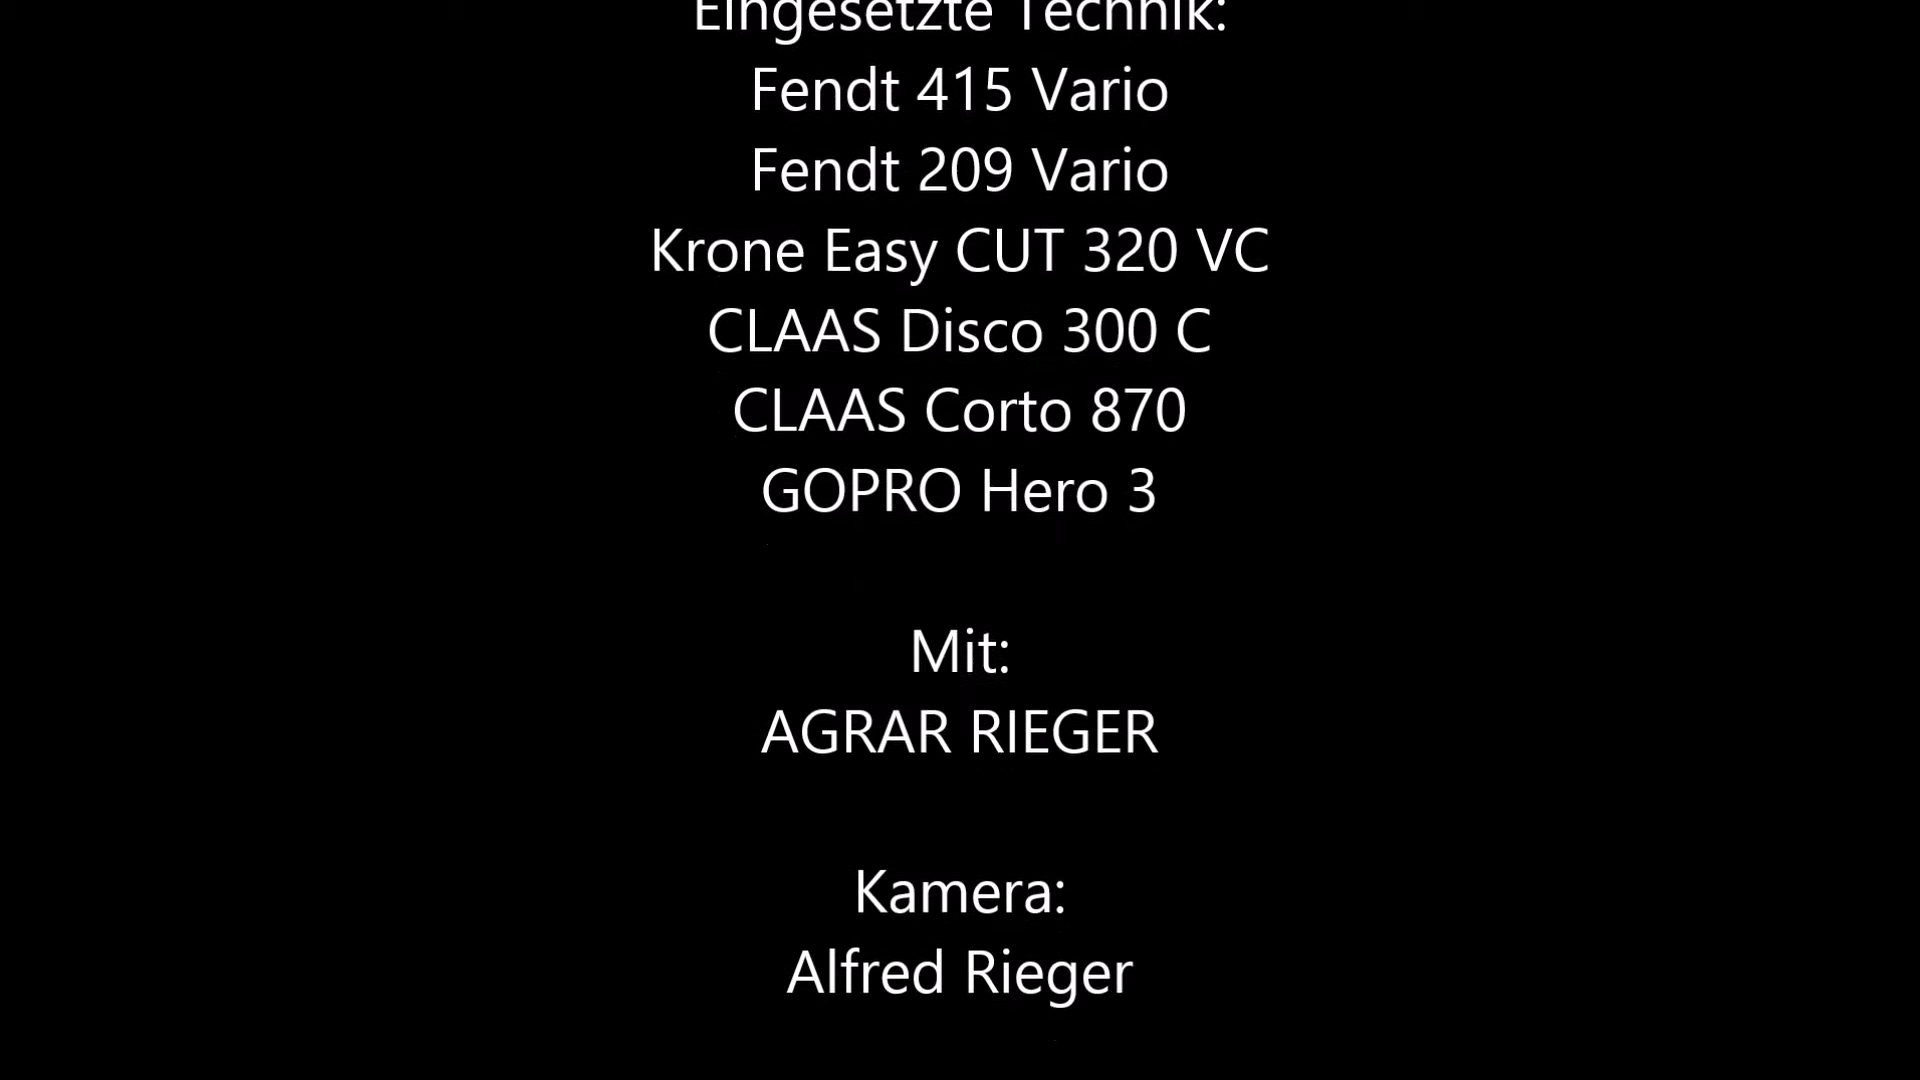 Eingesetzte Technik:
Fendt 415 Vario
Fendt 209 Vario
Krone Easy CUT 320 VC
CLAAS Disco 300 C
CLAAS Corto 870
GOPRO Hero 3
Mit:
AGRAR RIEGER
Kamera:
Alfred Rieger